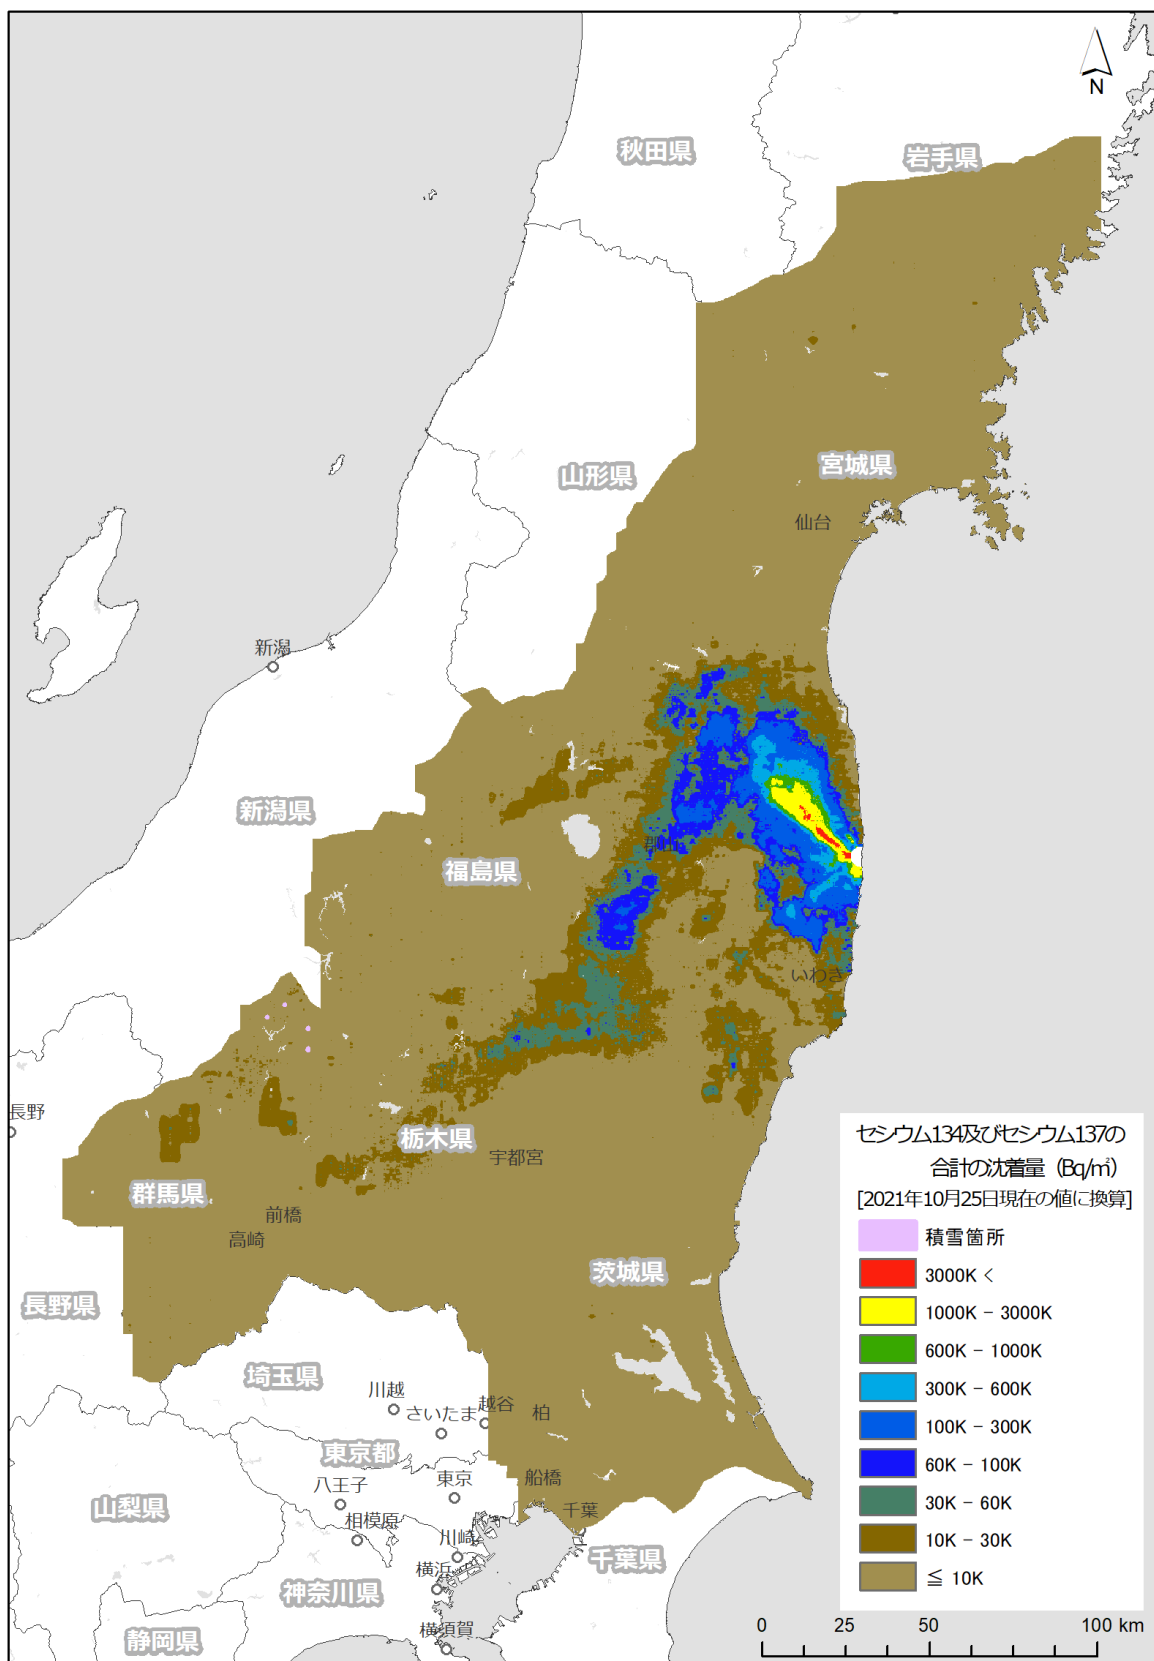 N
秋田県
岩手県
山形県
宮城県
仙台
新潟
新潟県
福島県
郡山
いわき
長野
栃木県
宇都宮
群馬県
前橋
高崎
茨城県
長野県
埼玉県
川越
さいたま
越谷
柏
東京都
八王子
東京
船橋
山梨県
相模原
川崎
千葉
横浜
千葉県
神奈川県
静岡県
横須賀
セシウム134及びセシウム137の
合計の沈着量（Bq/㎡）
[2021年10月25日現在の値に換算]
積雪箇所
3000K <
1000K - 3000K
600K - 1000K
300K - 600K
100K - 300K
60K - 100K
30K - 60K
10K - 30K
≦ 10K
0 25 50 100 km